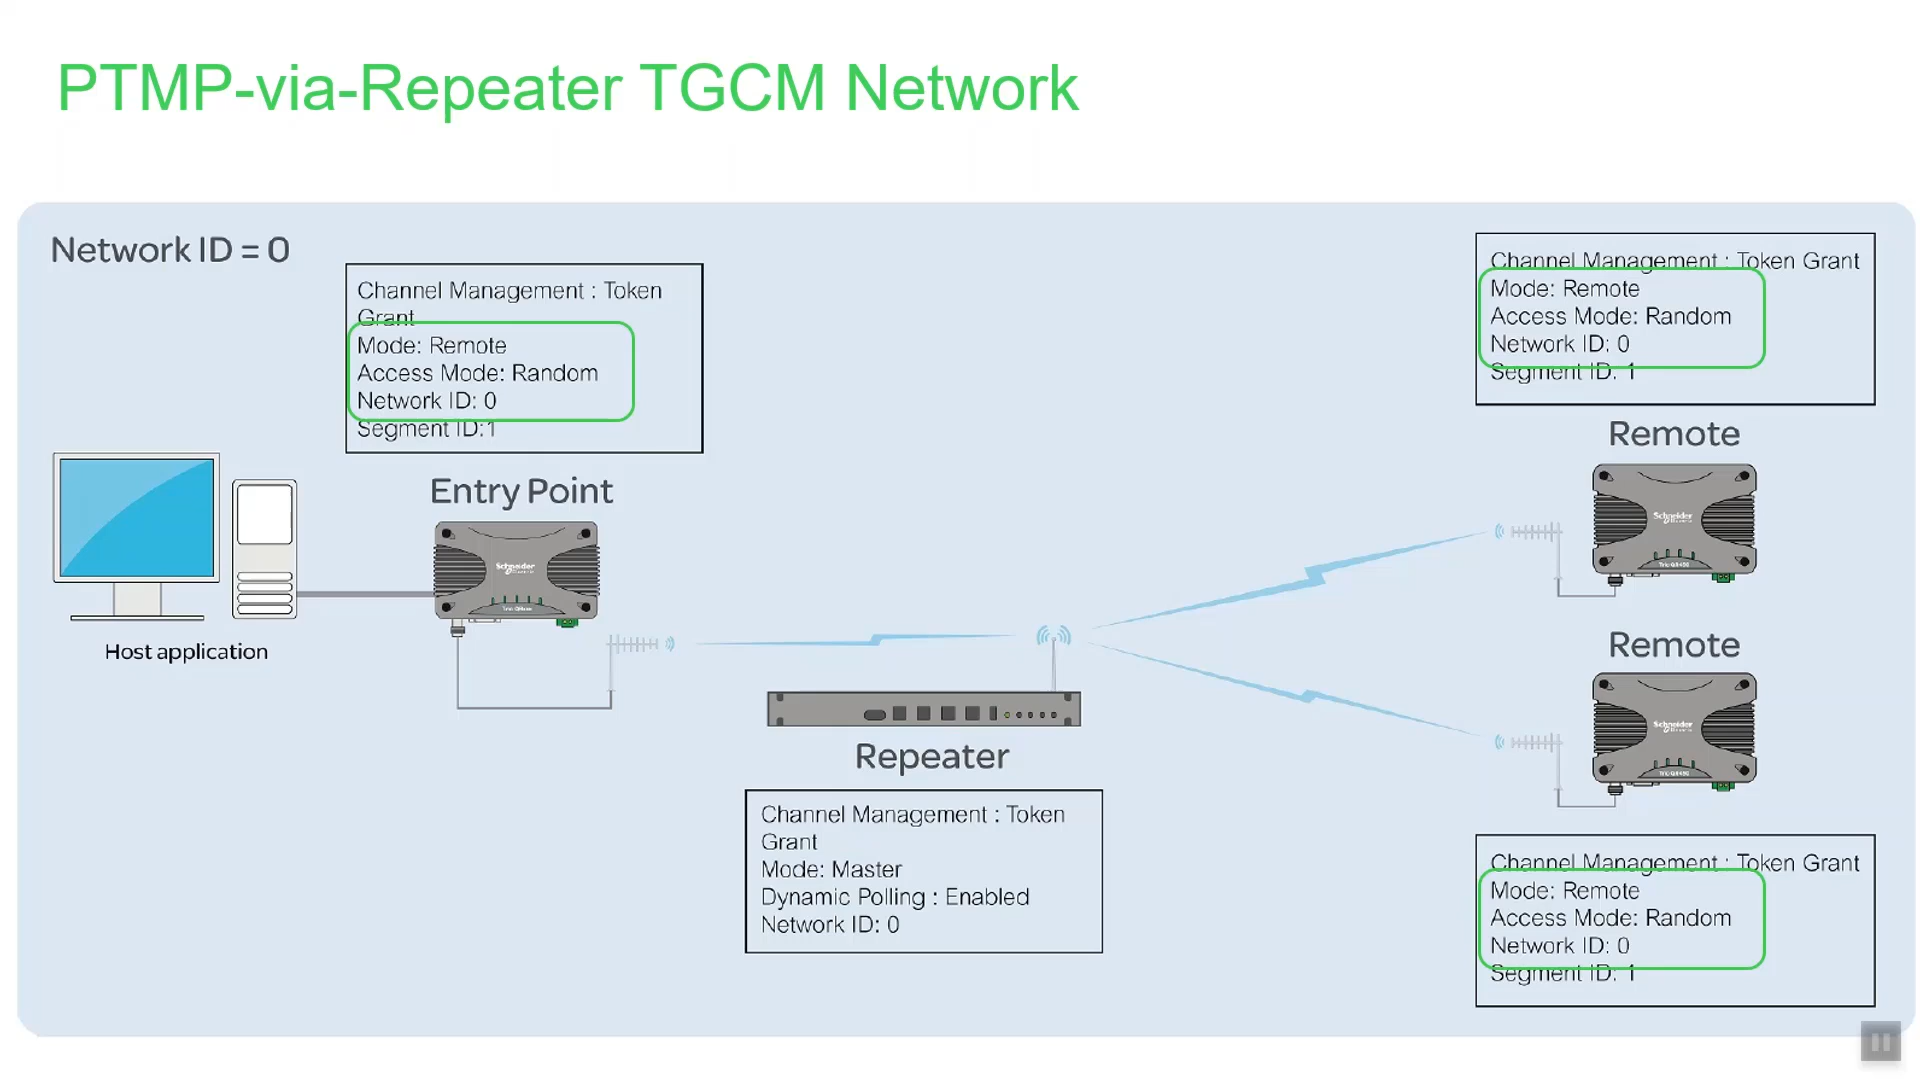 PTMP-via-Repeater TGCM Network
Network ID = 0
Channel Management : Token
Grant
Mode: Remote
Access Mode: Random
Network ID: 0
Segment ID:1
Entry Point
Schneider
Host application
Repeater
Channel Management : Token
Grant
Mode: Master
Dynamic Polling : Enabled
Network ID: 0
Channel Management : Token Grant
Mode: Remote
Access Mode: Random
Network ID: 0
Segment ID: 1
Remote
Schneider
Remote
Schneider
Channel Management : Token Grant
Mode: Remote
Access Mode: Random
Network ID: 0
Segment ID: 1